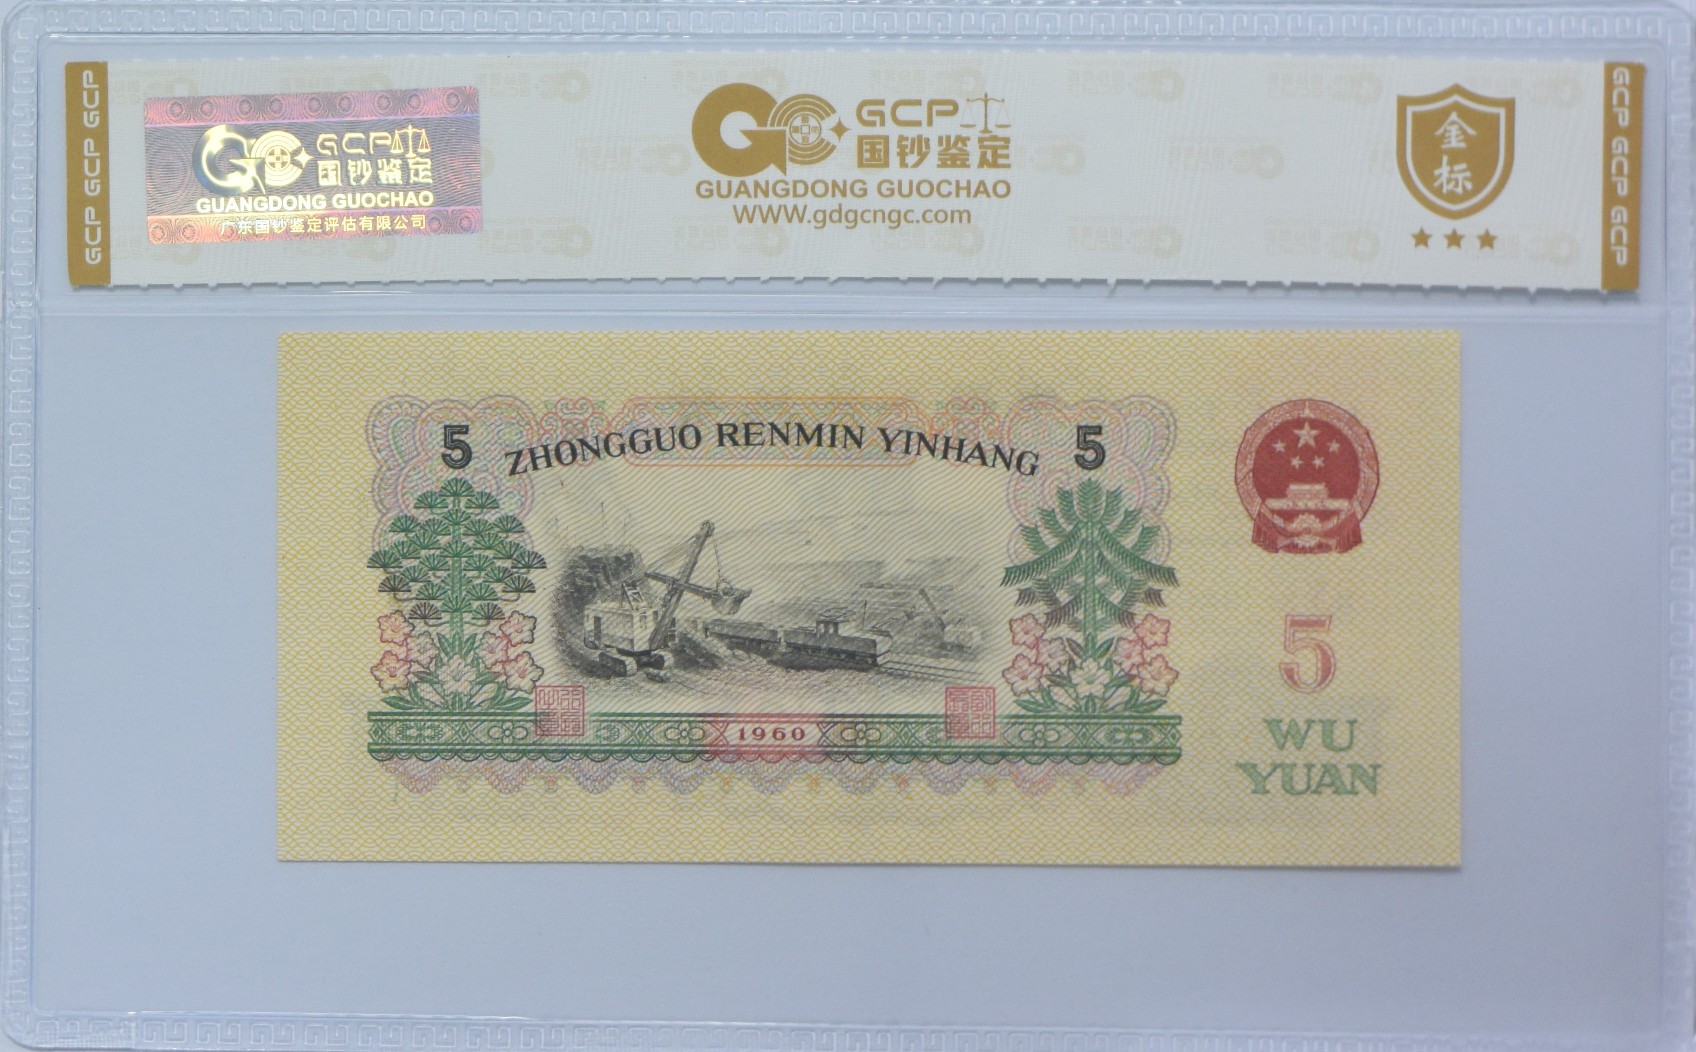 GCP GCP GCP
GCP
国钞鉴定
GUANGDONG GUOCHAO
广东国钞鉴定评估有限公司
GCP
国钞鉴定
GUANGDONG GUOCHAO
WWW.gdgcngc.com
金
标
GCP GCP GCP
5 ZHONGGUO RENMIN YINHANG 5
5
1960
WU
YUAN